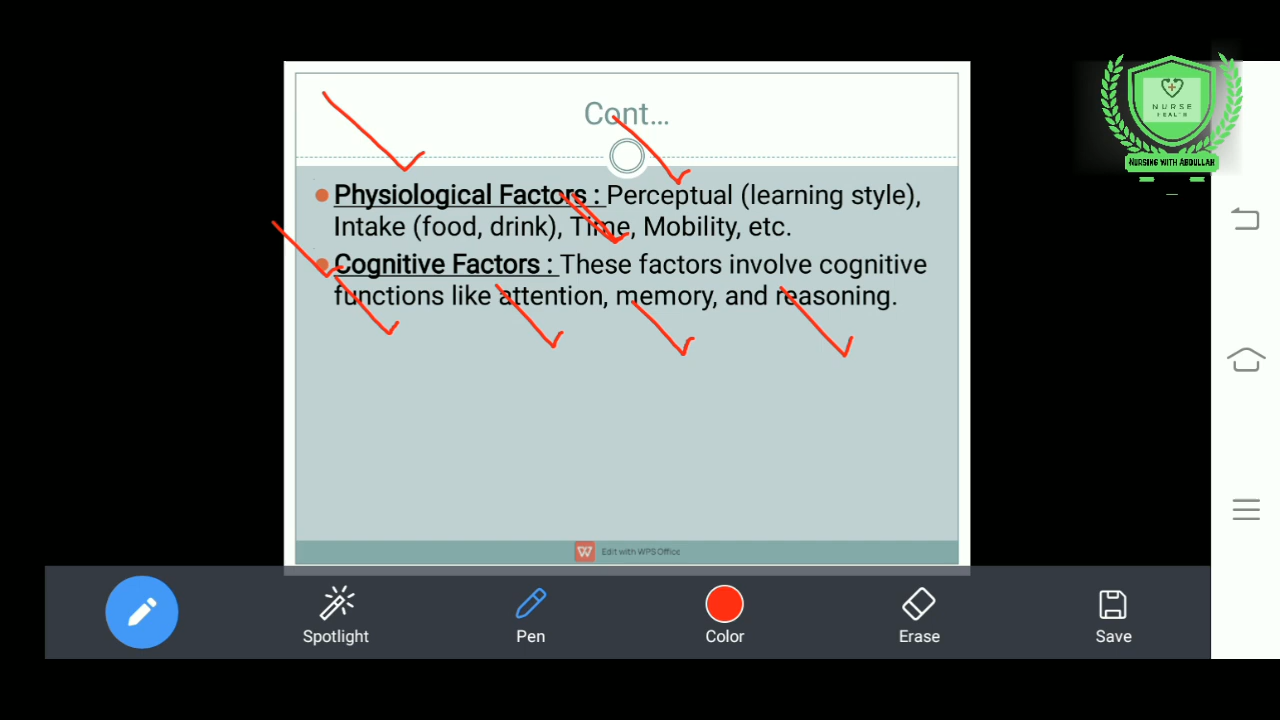 Cont...
NURSE
HEALTH
NURSING WITH ABDULLAH
Physiological Factors : Perceptual (learning style),
Intake (food, drink), Time, Mobility, etc.
Cognitive Factors : These factors involve cognitive
functions like attention, memory, and reasoning.
Edit with WPS Office
Spotlight
Pen
Color
Erase
Save